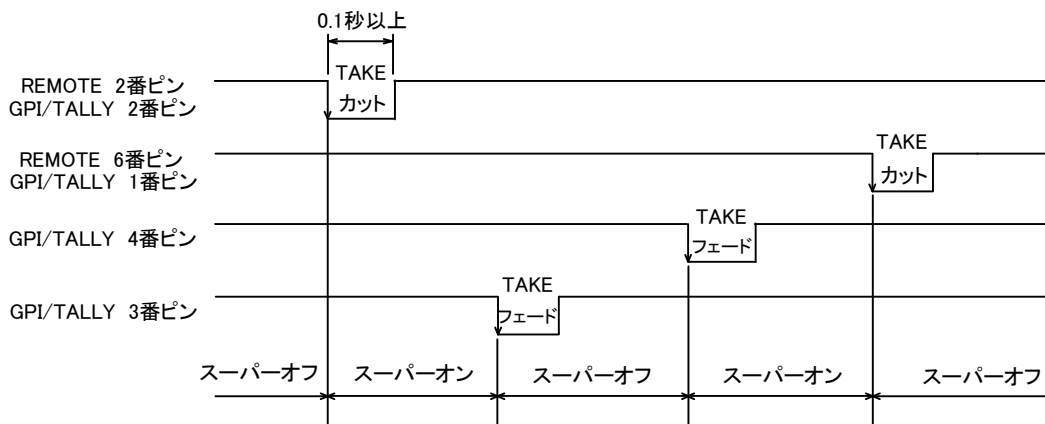 0.1秒以上
REMOTE 2番ピン
GPI/TALLY 2番ピン
TAKE
カット
REMOTE 6番ピン
GPI/TALLY 1番ピン
TAKE
カット
GPI/TALLY 4番ピン
TAKE
フェード
GPI/TALLY 3番ピン
TAKE
フェード
スーパーオフ スーパーオン スーパーオフ スーパーオン スーパーオフ